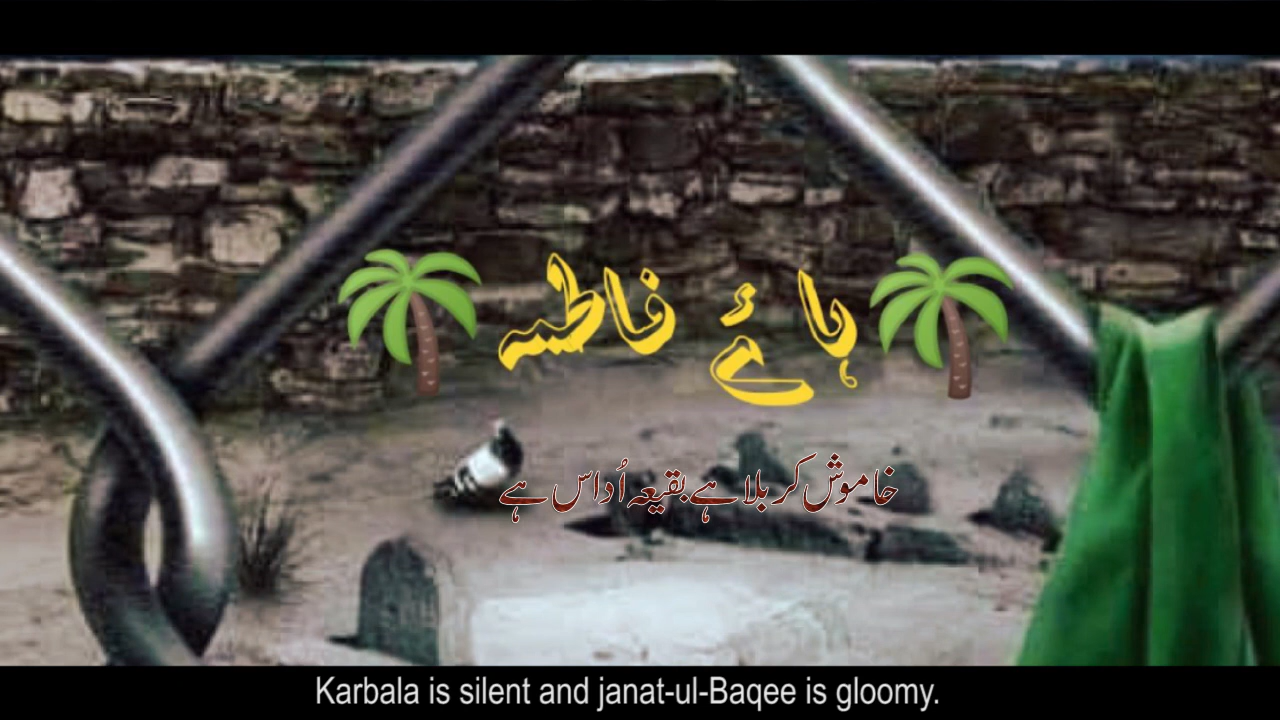 ہائے فاطمہ
خاموش کربلا ہے بقیعہ اُداس ہے
Karbala is silent and janat-ul-Baqee is gloomy.